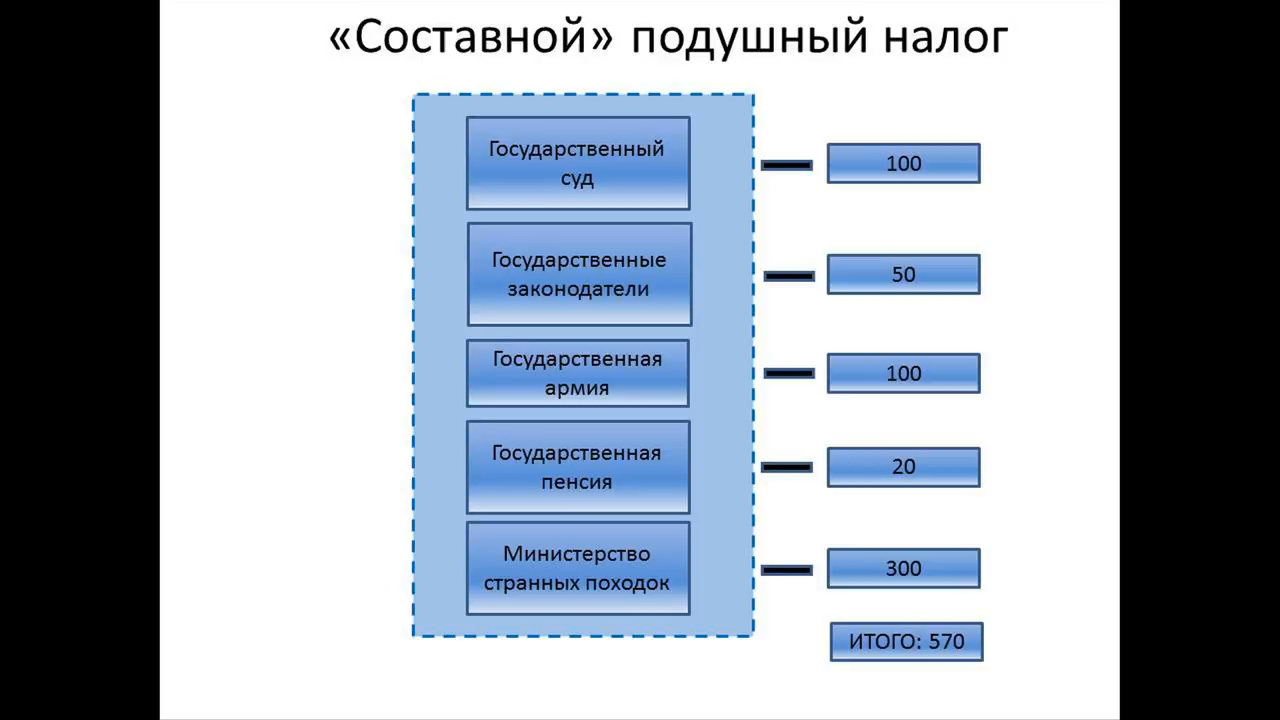 «Составной» подушный налог
Государственный
суд
100
Государственные
законодатели
50
Государственная
армия
100
Государственная
пенсия
20
Министерство
странных походок
300
ИТОГО: 570